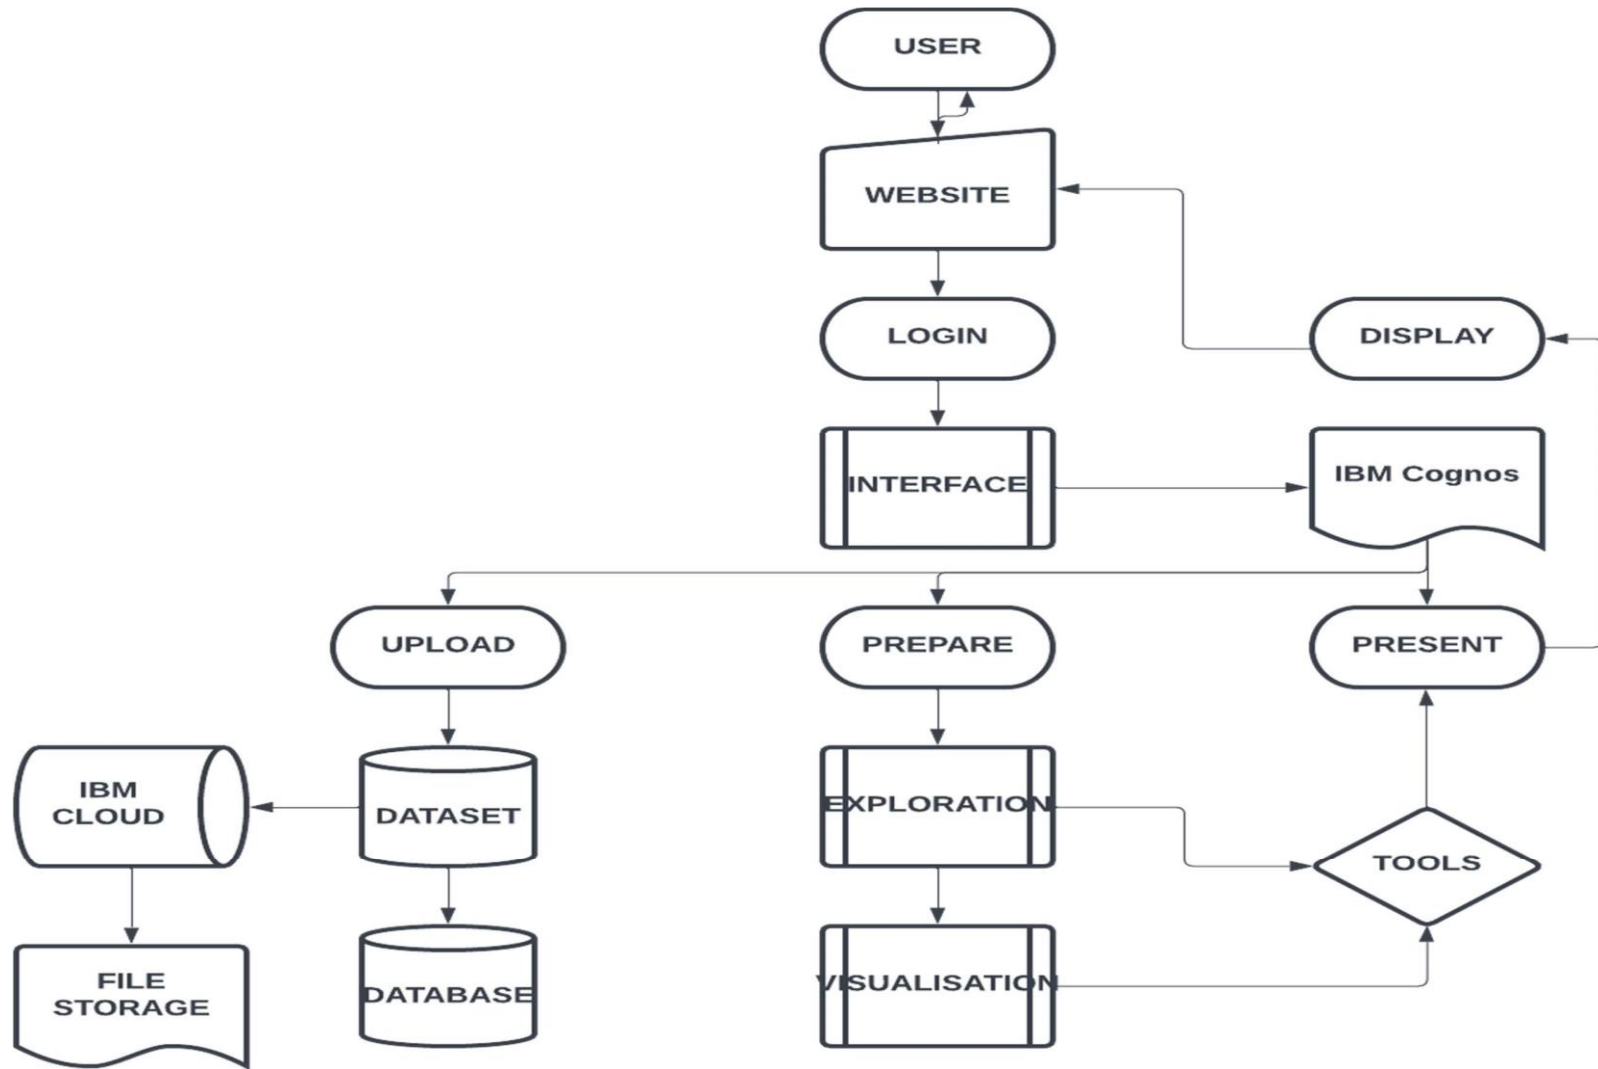 USER
WEBSITE
LOGIN
DISPLAY
INTERFACE
IBM Cognos
UPLOAD
PREPARE
PRESENT
IBM
CLOUD
DATASET
EXPLORATION
TOOLS
FILE
STORAGE
DATABASE
VISUALISATION